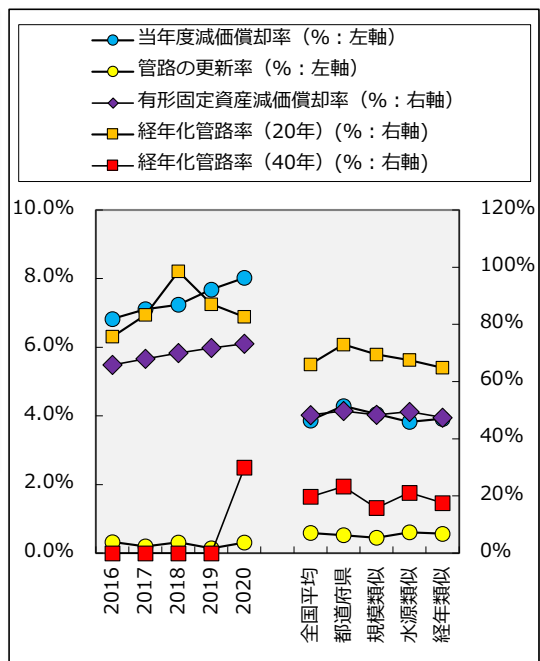 当年度減価償却率（%：左軸）
管路の更新率（%：左軸）
有形固定資産減価償却率（%：右軸）
経年化管路率（20年）(%：右軸)
経年化管路率（40年）(%：右軸)
10.0%
8.0%
6.0%
4.0%
2.0%
0.0%
120%
100%
80%
60%
40%
20%
0%
2016
2017
2018
2019
2020
全国平均
都道府県
規模類似
水源類似
経年類似